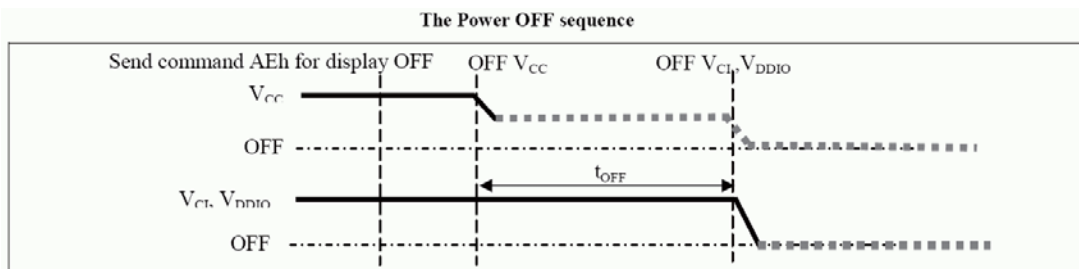 The Power OFF sequence
Send command AEh for display OFF OFF VCC OFF VCI, VDDIO
VCC
OFF
tOFF
VCI, VDDIO
OFF